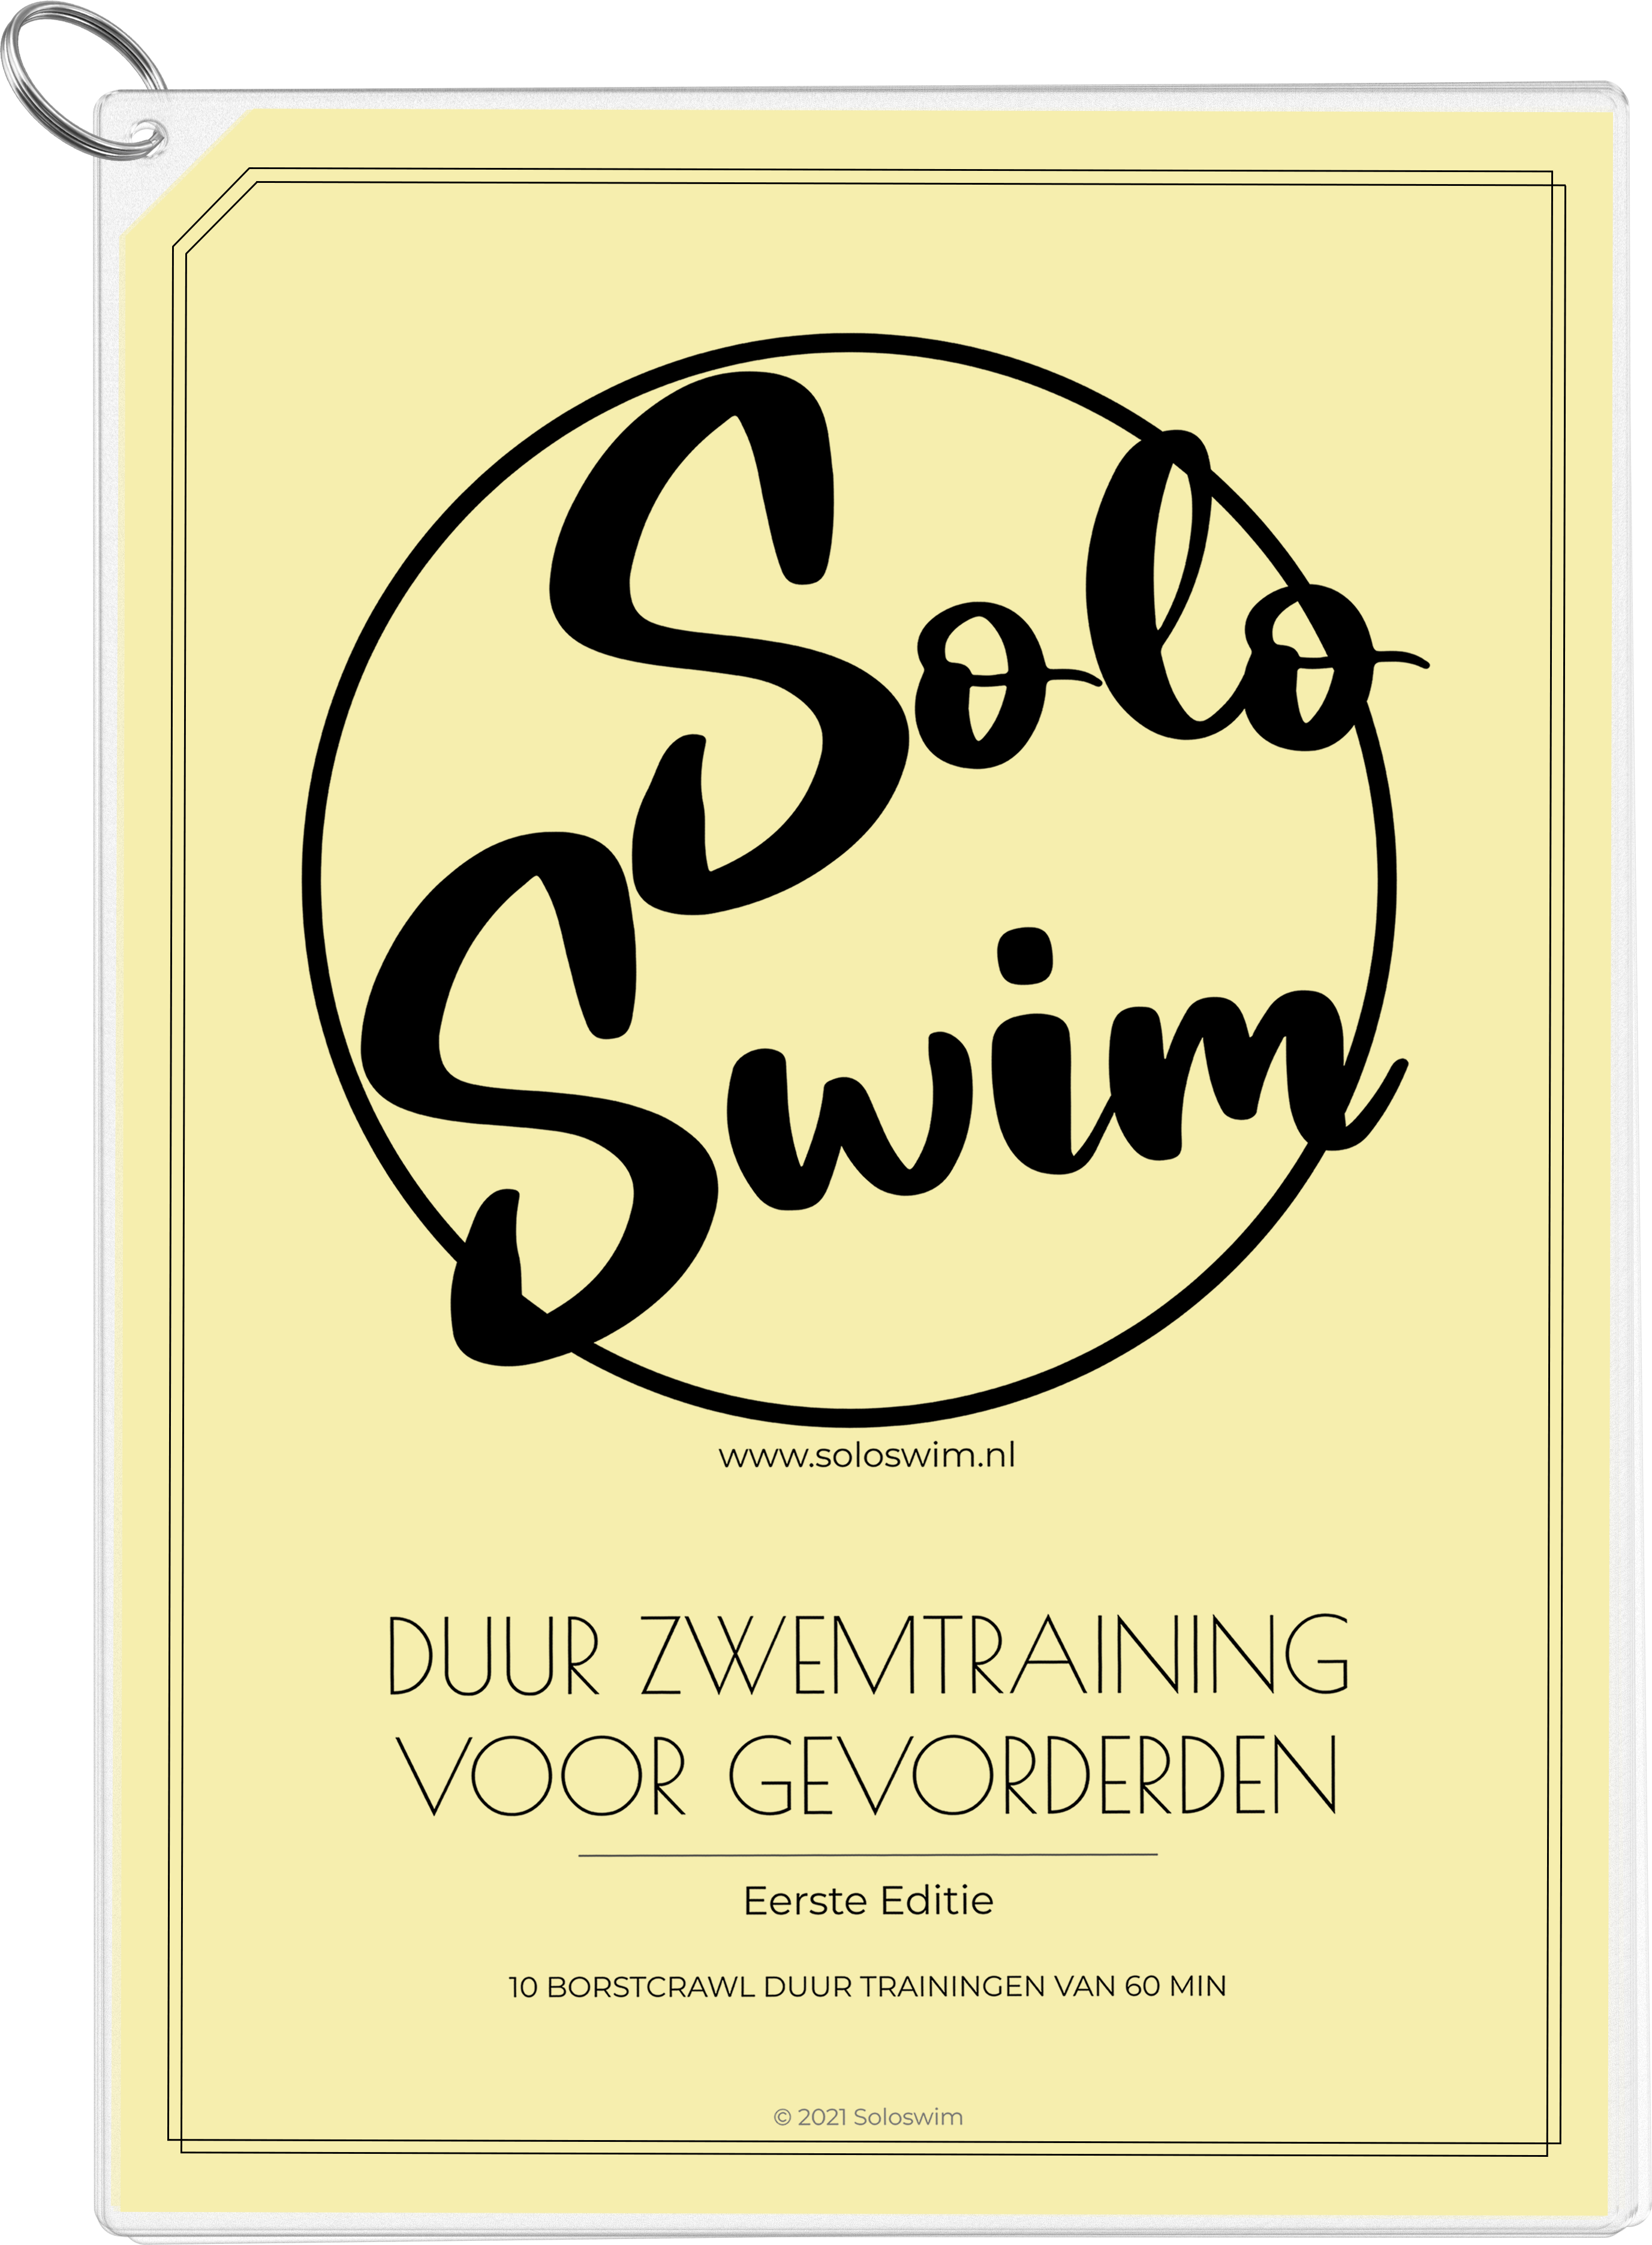 Solo
Swim
www.soloswim.nl
DUUR ZWEMTRAINING
VOOR GEVORDERDEN
Eerste Editie
10 BORSTCRAWL DUUR TRAININGEN VAN 60 MIN
© 2021 Soloswim